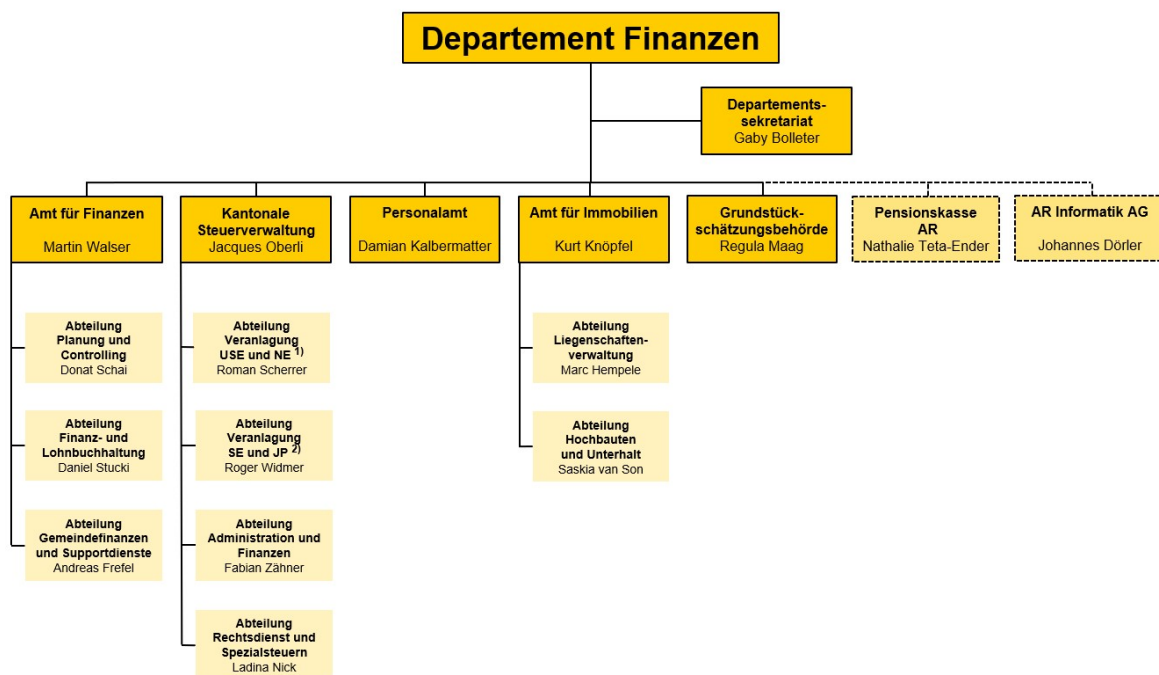 Departement Finanzen
Departements-
sekretariat
Gaby Bolleter
Amt für Finanzen
Martin Walser
Kantonale
Steuerverwaltung
Jacques Oberli
Personalamt
Damian Kalbermatter
Amt für Immobilien
Kurt Knöpfel
Grundstück-
schätzungsbehörde
Regula Maag
Pensionskasse
AR
Nathalie Teta-Ender
AR Informatik AG
Johannes Dörler
Abteilung
Planung und
Controlling
Donat Schai
Abteilung
Finanz- und
Lohnbuchhaltung
Daniel Stucki
Abteilung
Gemeindefinanzen
und Supportdienste
Andreas Frefel
Abteilung
Veranlagung
USE und NE 1)
Roman Scherrer
Abteilung
Veranlagung
SE und JP 2)
Roger Widmer
Abteilung
Administration und
Finanzen
Fabian Zähner
Abteilung
Rechtsdienst und
Spezialsteuern
Ladina Nick
Abteilung
Liegenschaften-
verwaltung
Marc Hempele
Abteilung
Hochbauten
und Unterhalt
Saskia van Son